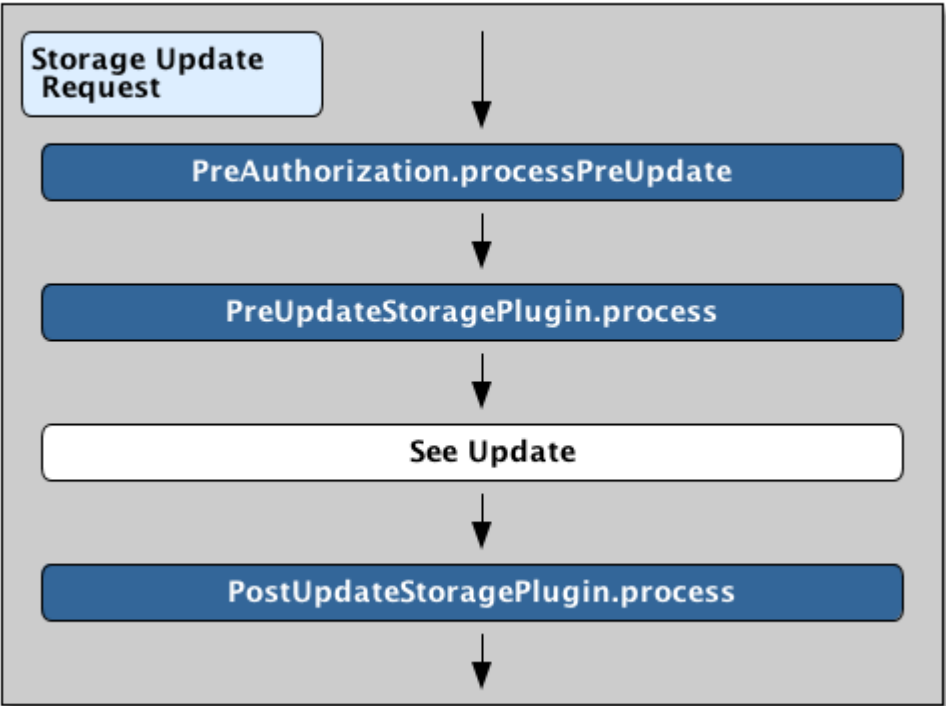 Storage Update
Request
PreAuthorization.processPreUpdate
PreUpdateStoragePlugin.process
See Update
PostUpdateStoragePlugin.process